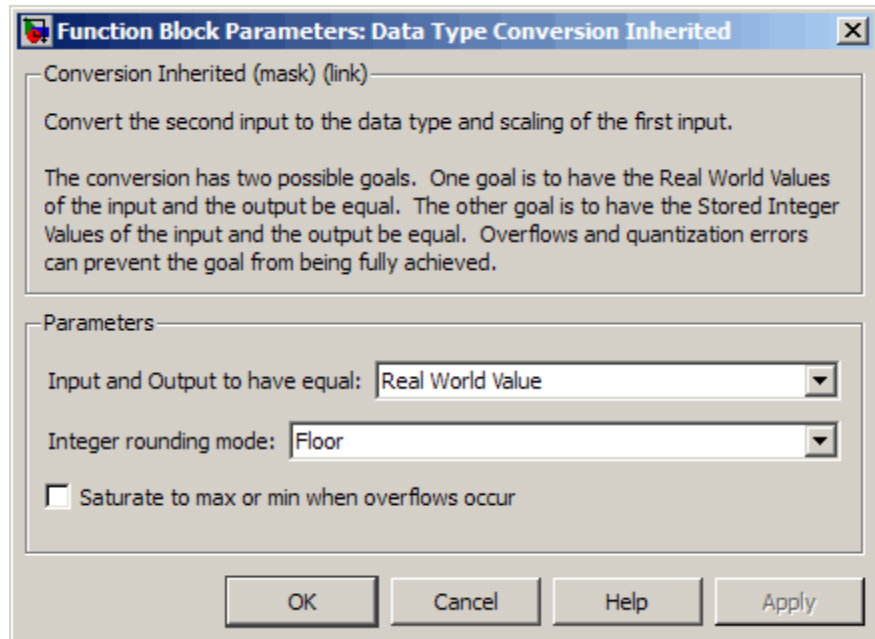 Function Block Parameters: Data Type Conversion Inherited
Conversion Inherited (mask) (link)
Convert the second input to the data type and scaling of the first input.
The conversion has two possible goals.  One goal is to have the Real World Values
of the input and the output be equal.  The other goal is to have the Stored Integer
Values of the input and the output be equal.  Overflows and quantization errors
can prevent the goal from being fully achieved.
Parameters
Input and Output to have equal: Real World Value
Integer rounding mode: Floor
Saturate to max or min when overflows occur
OK Cancel Help Apply